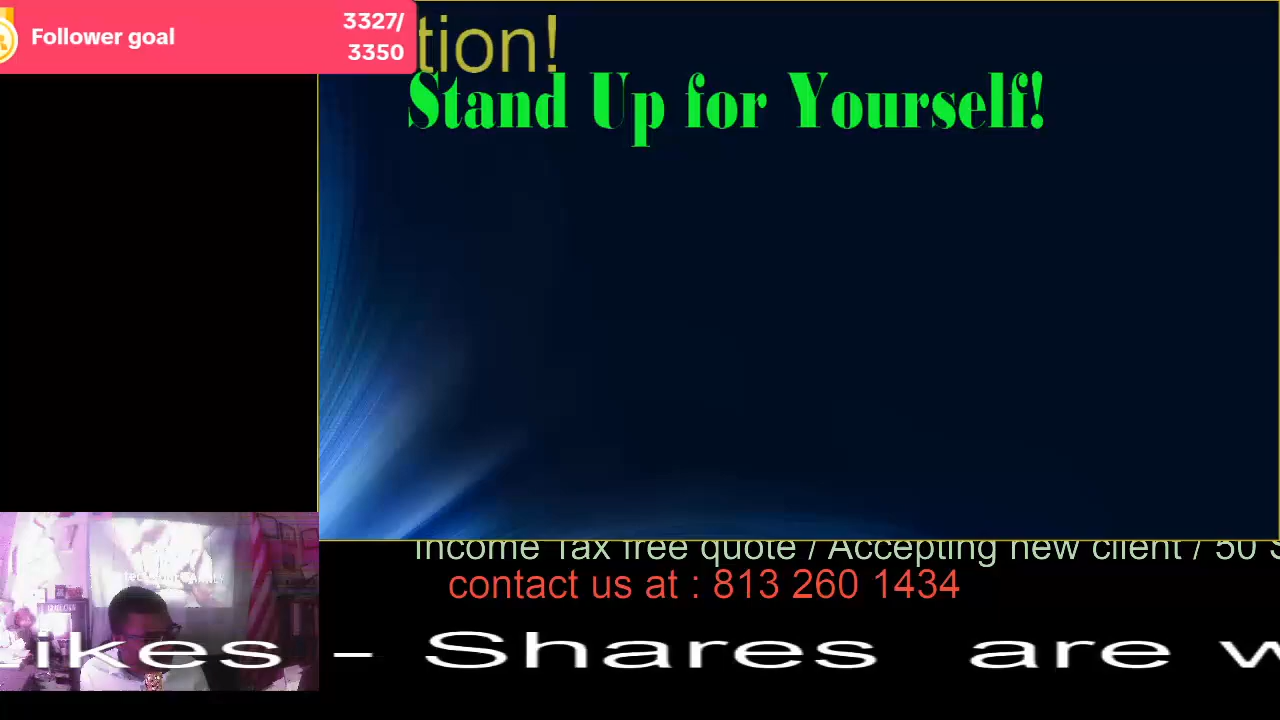 Follower goal
3327/
3350
tion!
Stand Up for Yourself!
Income Tax free quote / Accepting new client / 50 S
contact us at : 813 260 1434
Likes - Shares are w